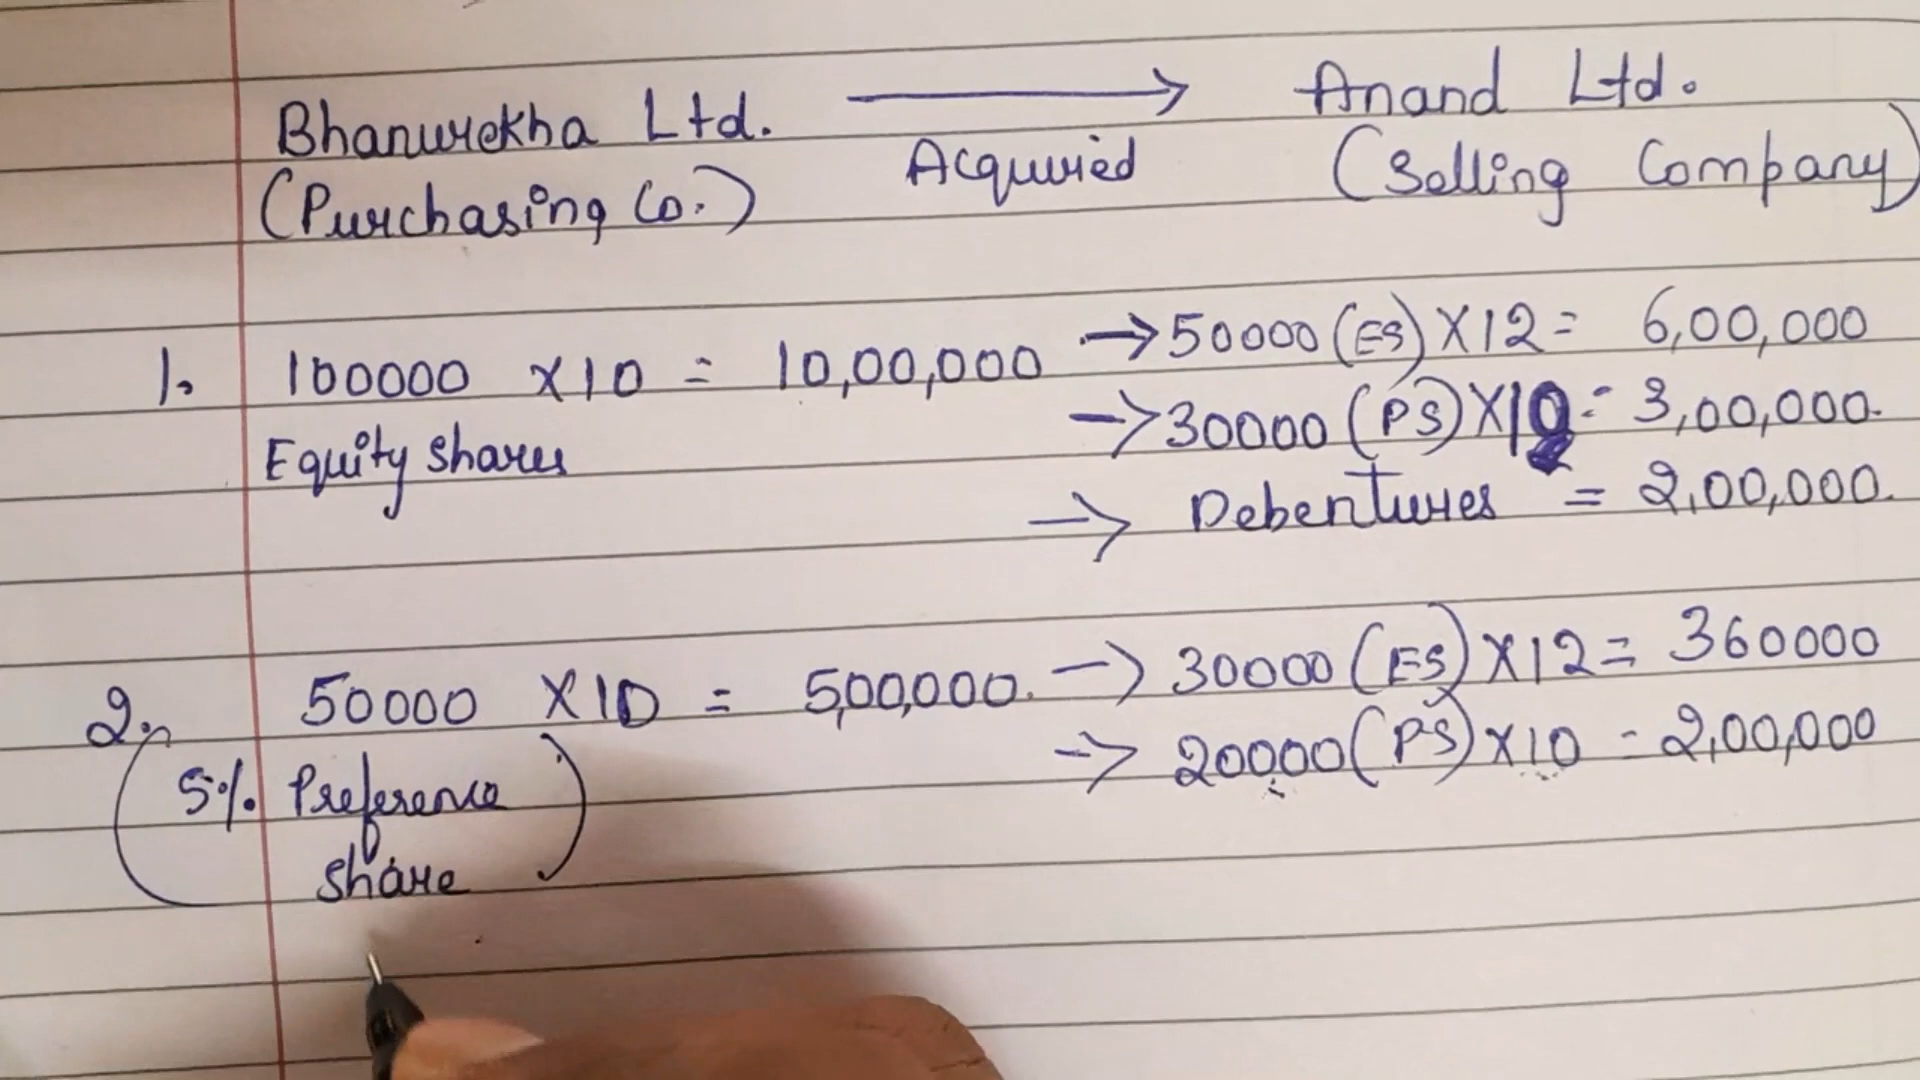 Bhanurekha Ltd. → Anand Ltd.
(Purchasing Co.) Acquried (Selling Company)
1. 100000 X10 = 10,00,000 → 50000 (ES) X12 = 6,00,000
Equity shares → 30000 (PS) X10 = 3,00,000.
→ Debentures = 2,00,000.
2. 50000 X10 = 5,00,000. → 30000 (ES) X12 = 360000
(5% Preference → 20000 (PS) X10 - 2,00,000
share)